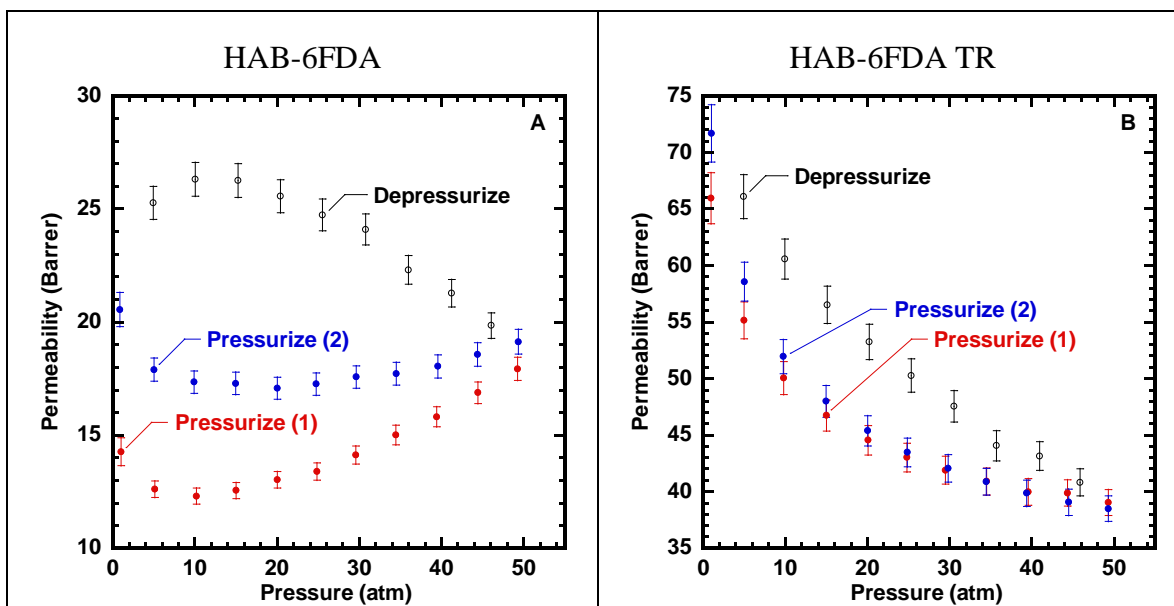 HAB-6FDA
30
25
20
15
10
Permeability (Barrer)
A
Depressurize
Pressurize (2)
Pressurize (1)
0 10 20 30 40 50
Pressure (atm)
HAB-6FDA TR
75
70
65
60
55
50
45
40
35
Permeability (Barrer)
B
Depressurize
Pressurize (2)
Pressurize (1)
0 10 20 30 40 50
Pressure (atm)